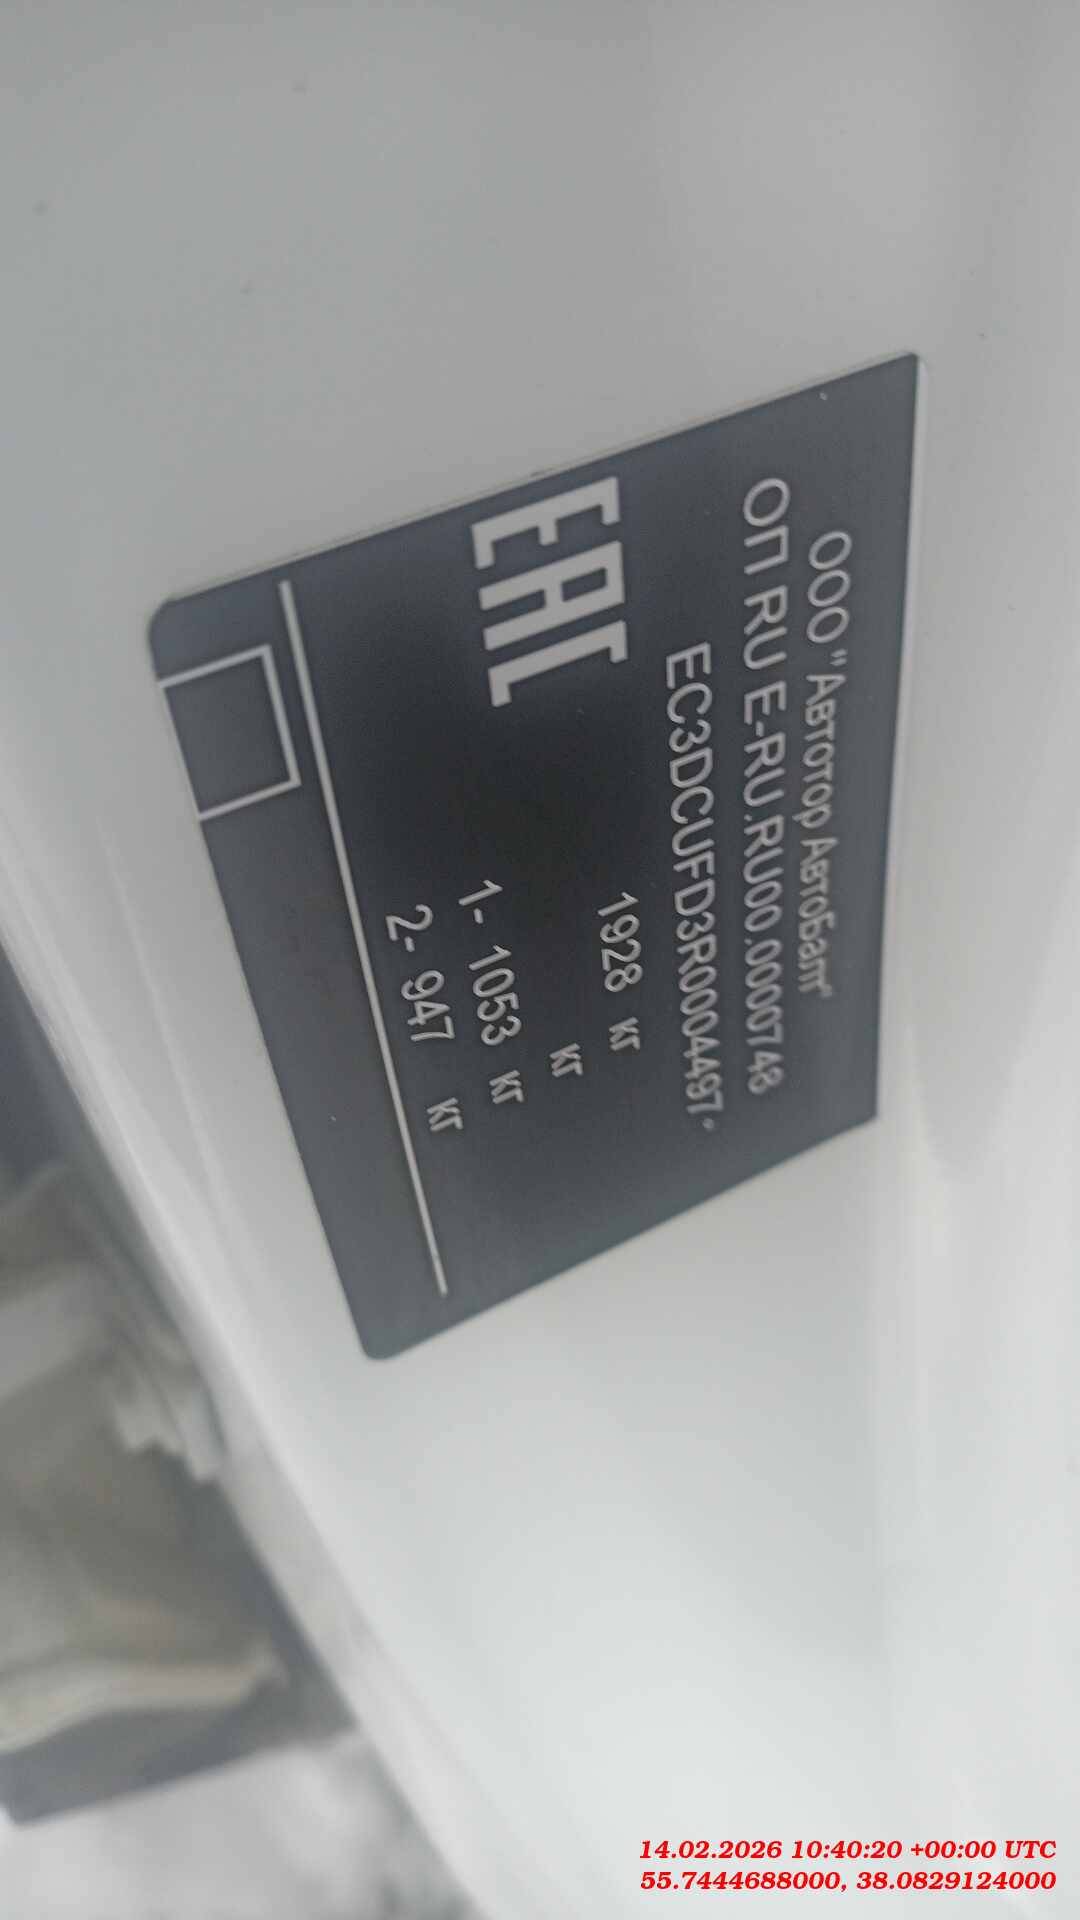 ООО "Автотор АвтоБалт"
ОП RU E-RU.RU00.0000748
EC3DCUFD3R0004497*
EAC
1928 кг
кг
1- 1053 кг
2- 947 кг
14.02.2026 10:40:20 +00:00 UTC
55.7444688000, 38.0829124000